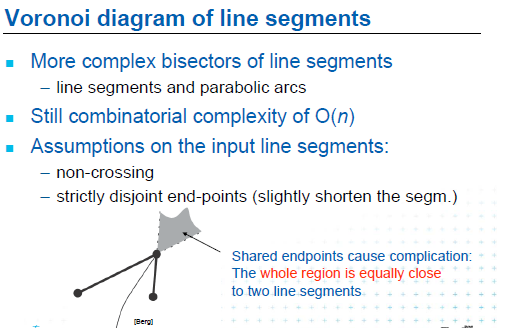 Voronoi diagram of line segments
More complex bisectors of line segments
– line segments and parabolic arcs
Still combinatorial complexity of O(n)
Assumptions on the input line segments:
– non-crossing
– strictly disjoint end-points (slightly shorten the segm.)
Shared endpoints cause complication:
The whole region is equally close
to two line segments
[Berg]